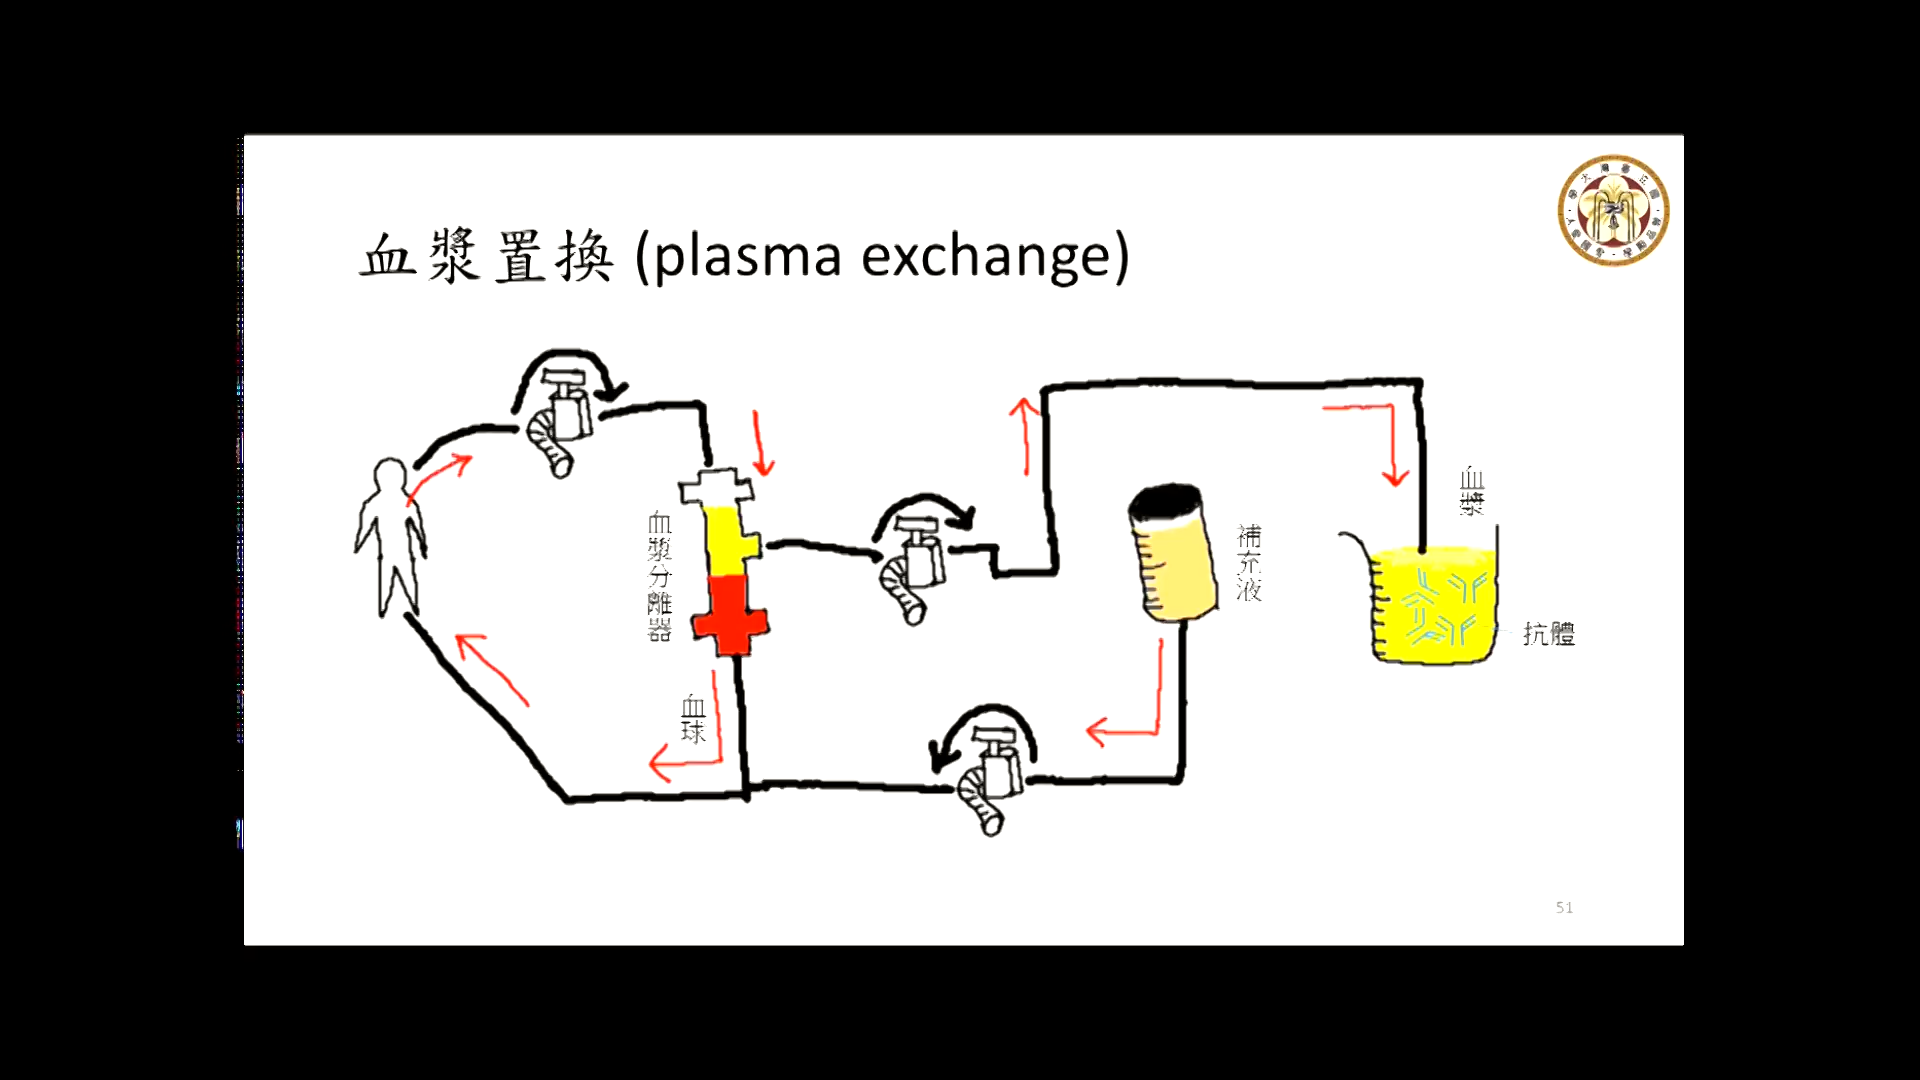 血漿置換 (plasma exchange)
血漿分離器
血球
補充液
血漿
抗體
51